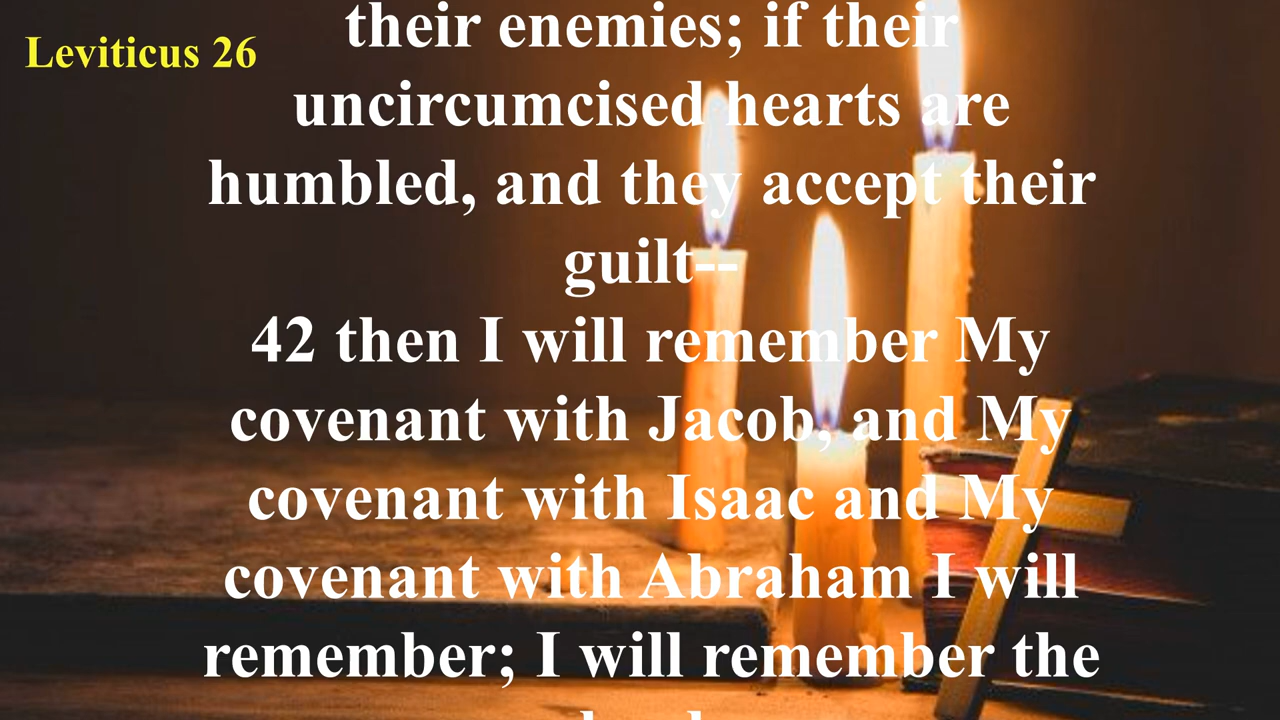 Leviticus 26
their enemies; if their
uncircumcised hearts are
humbled, and they accept their
guilt--
42 then I will remember My
covenant with Jacob, and My
covenant with Isaac and My
covenant with Abraham I will
remember; I will remember the